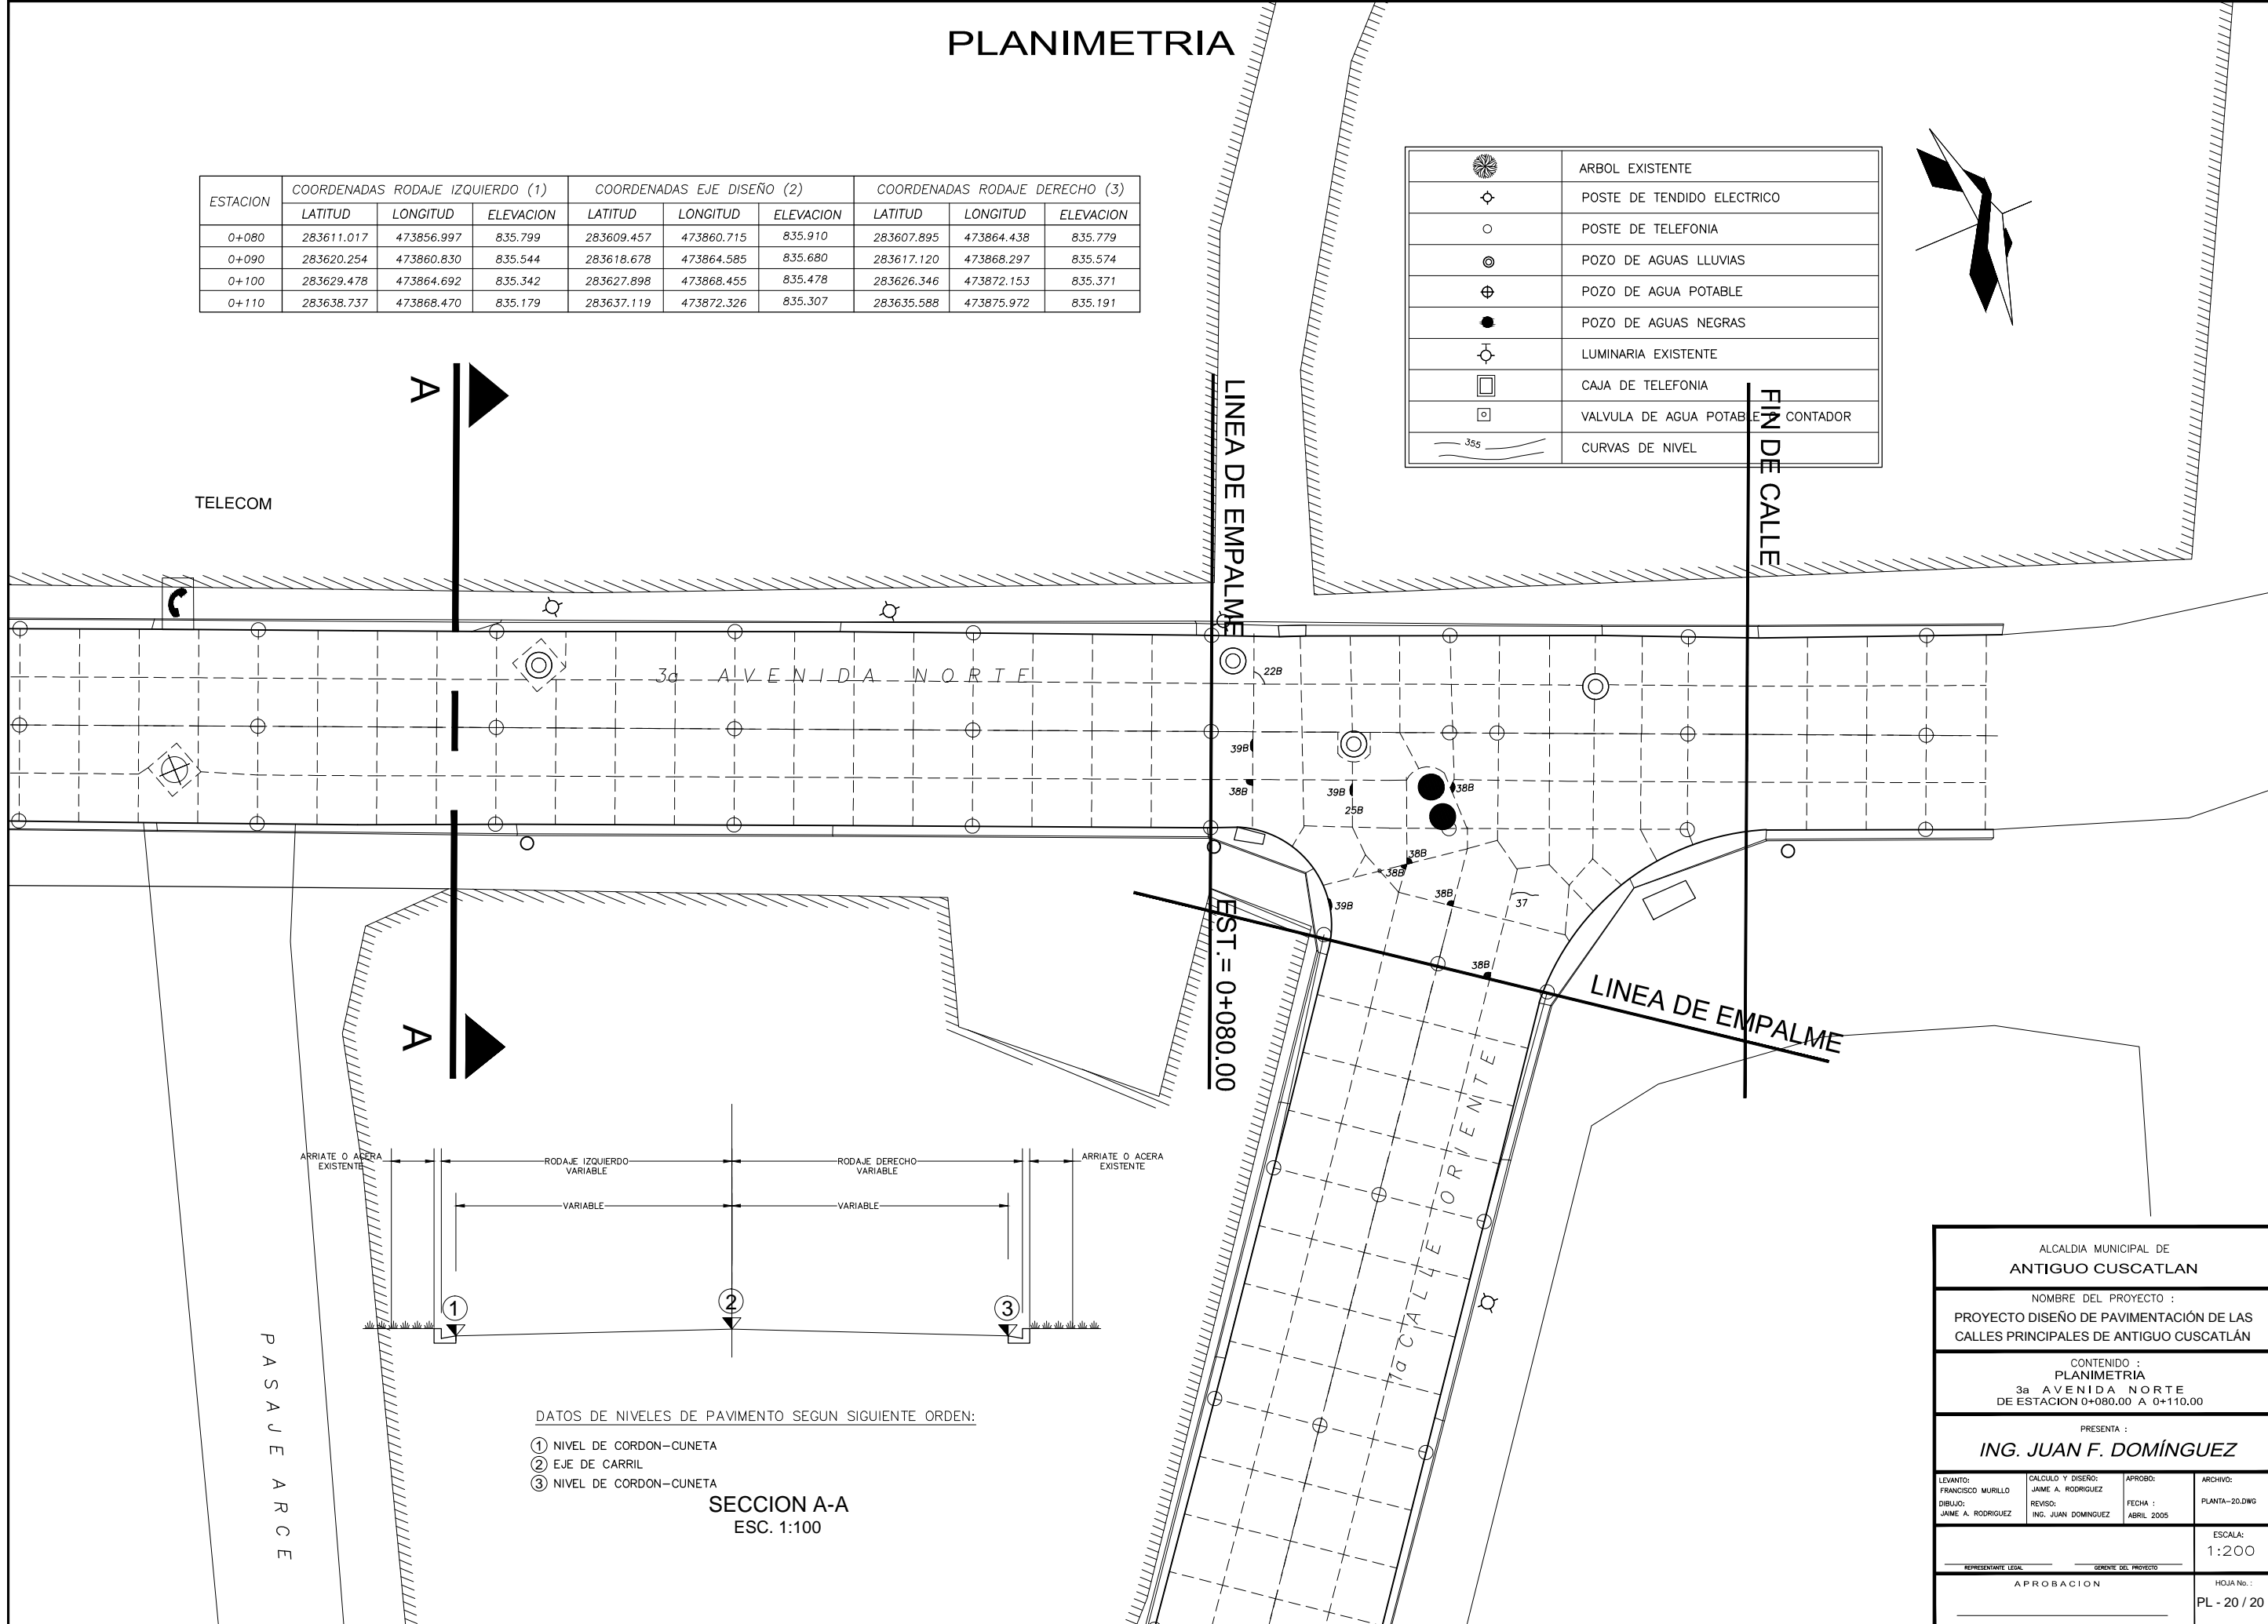 PLANIMETRIA
ESTACION
COORDENADAS RODAJE IZQUIERDO (1)
COORDENADAS EJE DISEÑO (2)
COORDENADAS RODAJE DERECHO (3)
LATITUD LONGITUD ELEVACION LATITUD LONGITUD ELEVACION LATITUD LONGITUD ELEVACION
0+080 283611.017 473856.997 835.799 283609.457 473860.715 835.910 283607.895 473864.438 835.779
0+090 283620.254 473860.830 835.544 283618.678 473864.585 835.680 283617.120 473868.297 835.574
0+100 283629.478 473864.692 835.342 283627.898 473868.455 835.478 283626.346 473872.153 835.371
0+110 283638.737 473868.470 835.179 283637.119 473872.326 835.307 283635.588 473875.972 835.191
ARBOL EXISTENTE
POSTE DE TENDIDO ELECTRICO
POSTE DE TELEFONIA
POZO DE AGUAS LLUVIAS
POZO DE AGUA POTABLE
POZO DE AGUAS NEGRAS
LUMINARIA EXISTENTE
CAJA DE TELEFONIA
VALVULA DE AGUA POTABLE O CONTADOR
355
CURVAS DE NIVEL
A
LINEA DE EMPALME
FIN DE CALLE
TELECOM
3a AVENIDA NORTE
22B
39B
38B
39B
38B
25B
38B
38B
38B
37
39B
38B
EST.= 0+080.00
LINEA DE EMPALME
A
1a CALLE ORIENTE
PASAJE ARCE
ARRIATE O ACERA
EXISTENTE
RODAJE IZQUIERDO
VARIABLE
RODAJE DERECHO
VARIABLE
ARRIATE O ACERA
EXISTENTE
VARIABLE
VARIABLE
1
2
3
DATOS DE NIVELES DE PAVIMENTO SEGUN SIGUIENTE ORDEN:
1 NIVEL DE CORDON-CUNETA
2 EJE DE CARRIL
3 NIVEL DE CORDON-CUNETA
SECCION A-A
ESC. 1:100
ALCALDIA MUNICIPAL DE
ANTIGUO CUSCATLAN
NOMBRE DEL PROYECTO :
PROYECTO DISEÑO DE PAVIMENTACIÓN DE LAS
CALLES PRINCIPALES DE ANTIGUO CUSCATLÁN
CONTENIDO :
PLANIMETRIA
3a AVENIDA NORTE
DE ESTACION 0+080.00 A 0+110.00
PRESENTA :
ING. JUAN F. DOMÍNGUEZ
LEVANTO:
FRANCISCO MURILLO
DIBUJO:
JAIME A. RODRIGUEZ
CALCULO Y DISEÑO:
JAIME A. RODRIGUEZ
REVISO:
ING. JUAN DOMINGUEZ
APROBO:
FECHA :
ABRIL 2005
ARCHIVO:
PLANTA-20.DWG
ESCALA:
1:200
REPRESENTANTE LEGAL
GERENTE DEL PROYECTO
APROBACION
HOJA No. :
PL - 20 / 20